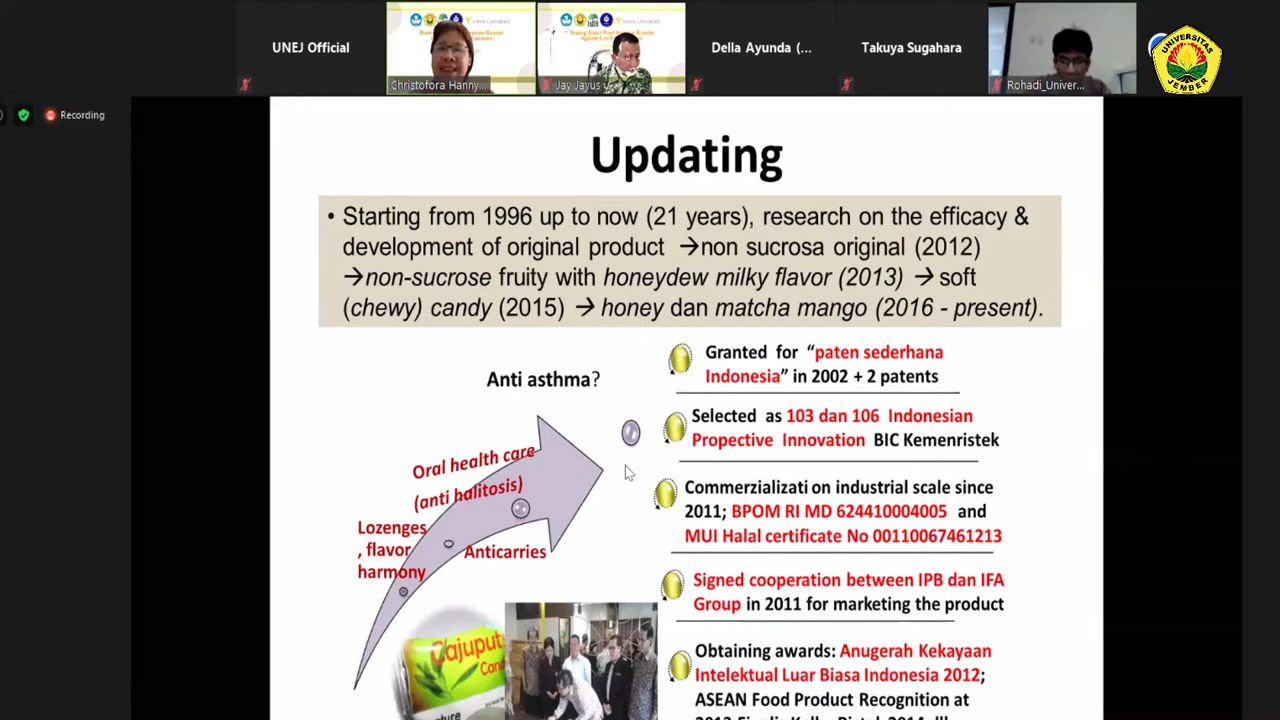 UNEJ Official
Christofora Hanny...
Jay Jayus
Della Ayunda (...
Takuya Sugahara
Rohadi_Univer...
UNIVERSITAS
JEMBER
Recording
Updating
• Starting from 1996 up to now (21 years), research on the efficacy &
development of original product →non sucrosa original (2012)
→non-sucrose fruity with honeydew milky flavor (2013) → soft
(chewy) candy (2015) → honey dan matcha mango (2016 - present).
Anti asthma?
Oral health care
(anti halitosis)
Lozenges
, flavor
harmony
Anticarries
Granted for “paten sederhana
Indonesia” in 2002 + 2 patents
Selected as 103 dan 106 Indonesian
Propective Innovation BIC Kemenristek
Commerzializati on industrial scale since
2011; BPOM RI MD 624410004005 and
MUI Halal certificate No 00110067461213
Signed cooperation between IPB dan IFA
Group in 2011 for marketing the product
Obtaining awards: Anugerah Kekayaan
Intelektual Luar Biasa Indonesia 2012;
ASEAN Food Product Recognition at
Cajuputs